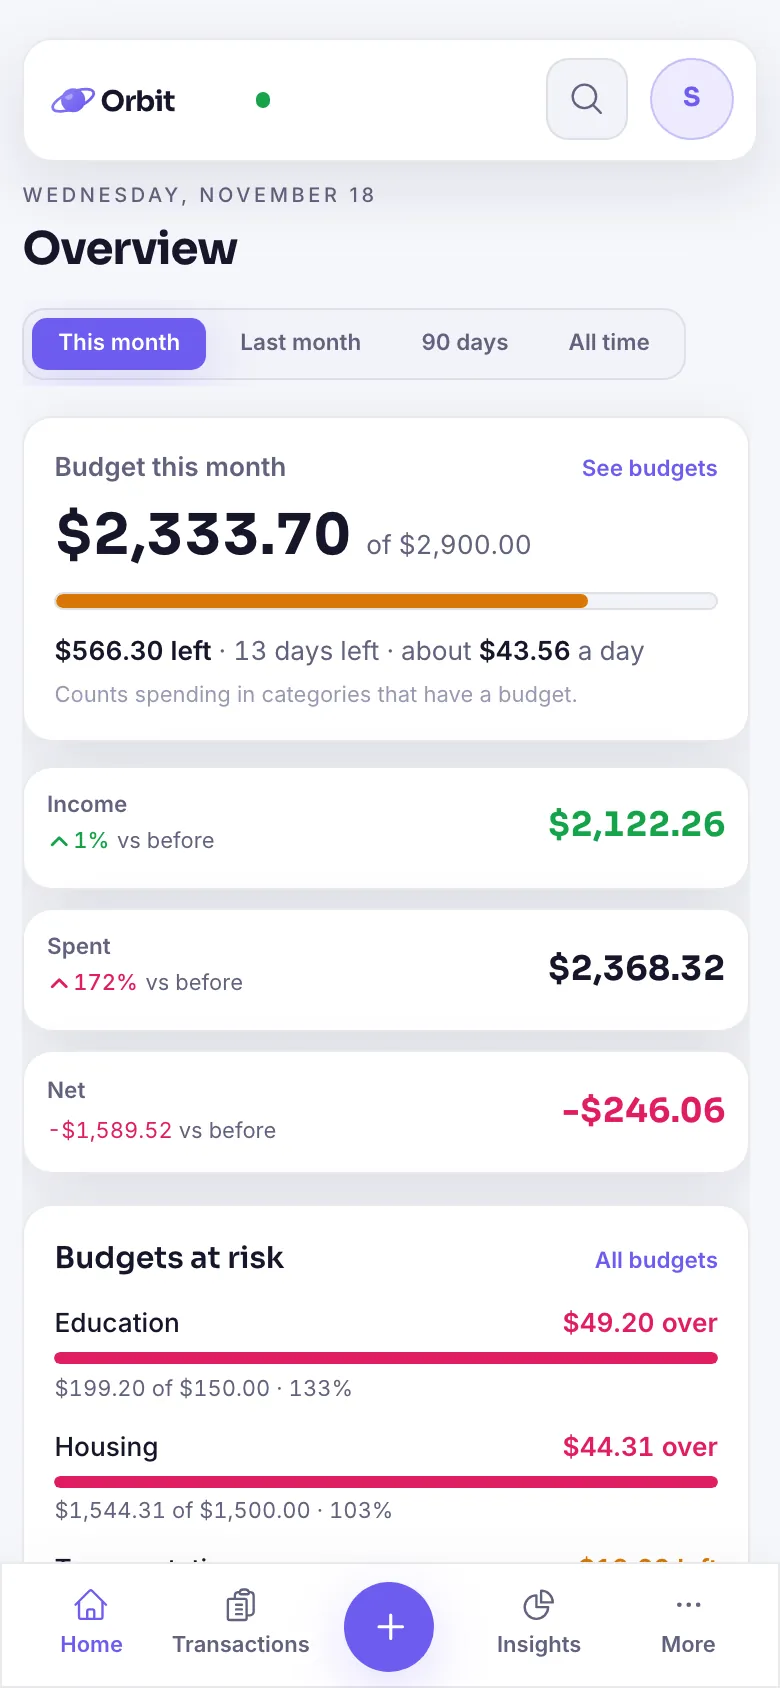 Orbit
S
WEDNESDAY, NOVEMBER 18
Overview
This month Last month 90 days All time
Budget this month See budgets
$2,333.70 of $2,900.00
$566.30 left · 13 days left · about $43.56 a day
Counts spending in categories that have a budget.
Income
$2,122.26
1% vs before
Spent
$2,368.32
172% vs before
Net
-$246.06
-$1,589.52 vs before
Budgets at risk All budgets
Education $49.20 over
$199.20 of $150.00 · 133%
Housing $44.31 over
$1,544.31 of $1,500.00 · 103%
Home Transactions Insights More